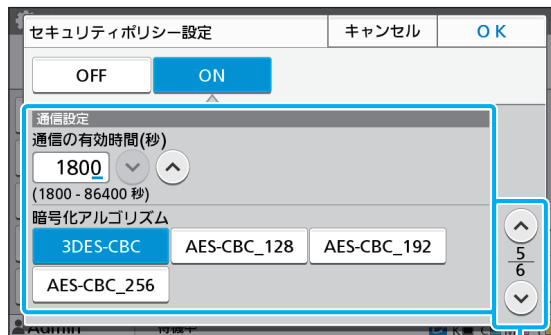 セキュリティポリシー設定 キャンセル OK
OFF ON
通信設定
通信の有効時間(秒)
1800
(1800 - 86400 秒)
暗号化アルゴリズム
3DES-CBC AES-CBC_128 AES-CBC_192
AES-CBC_256
5
6
Admin 待機中